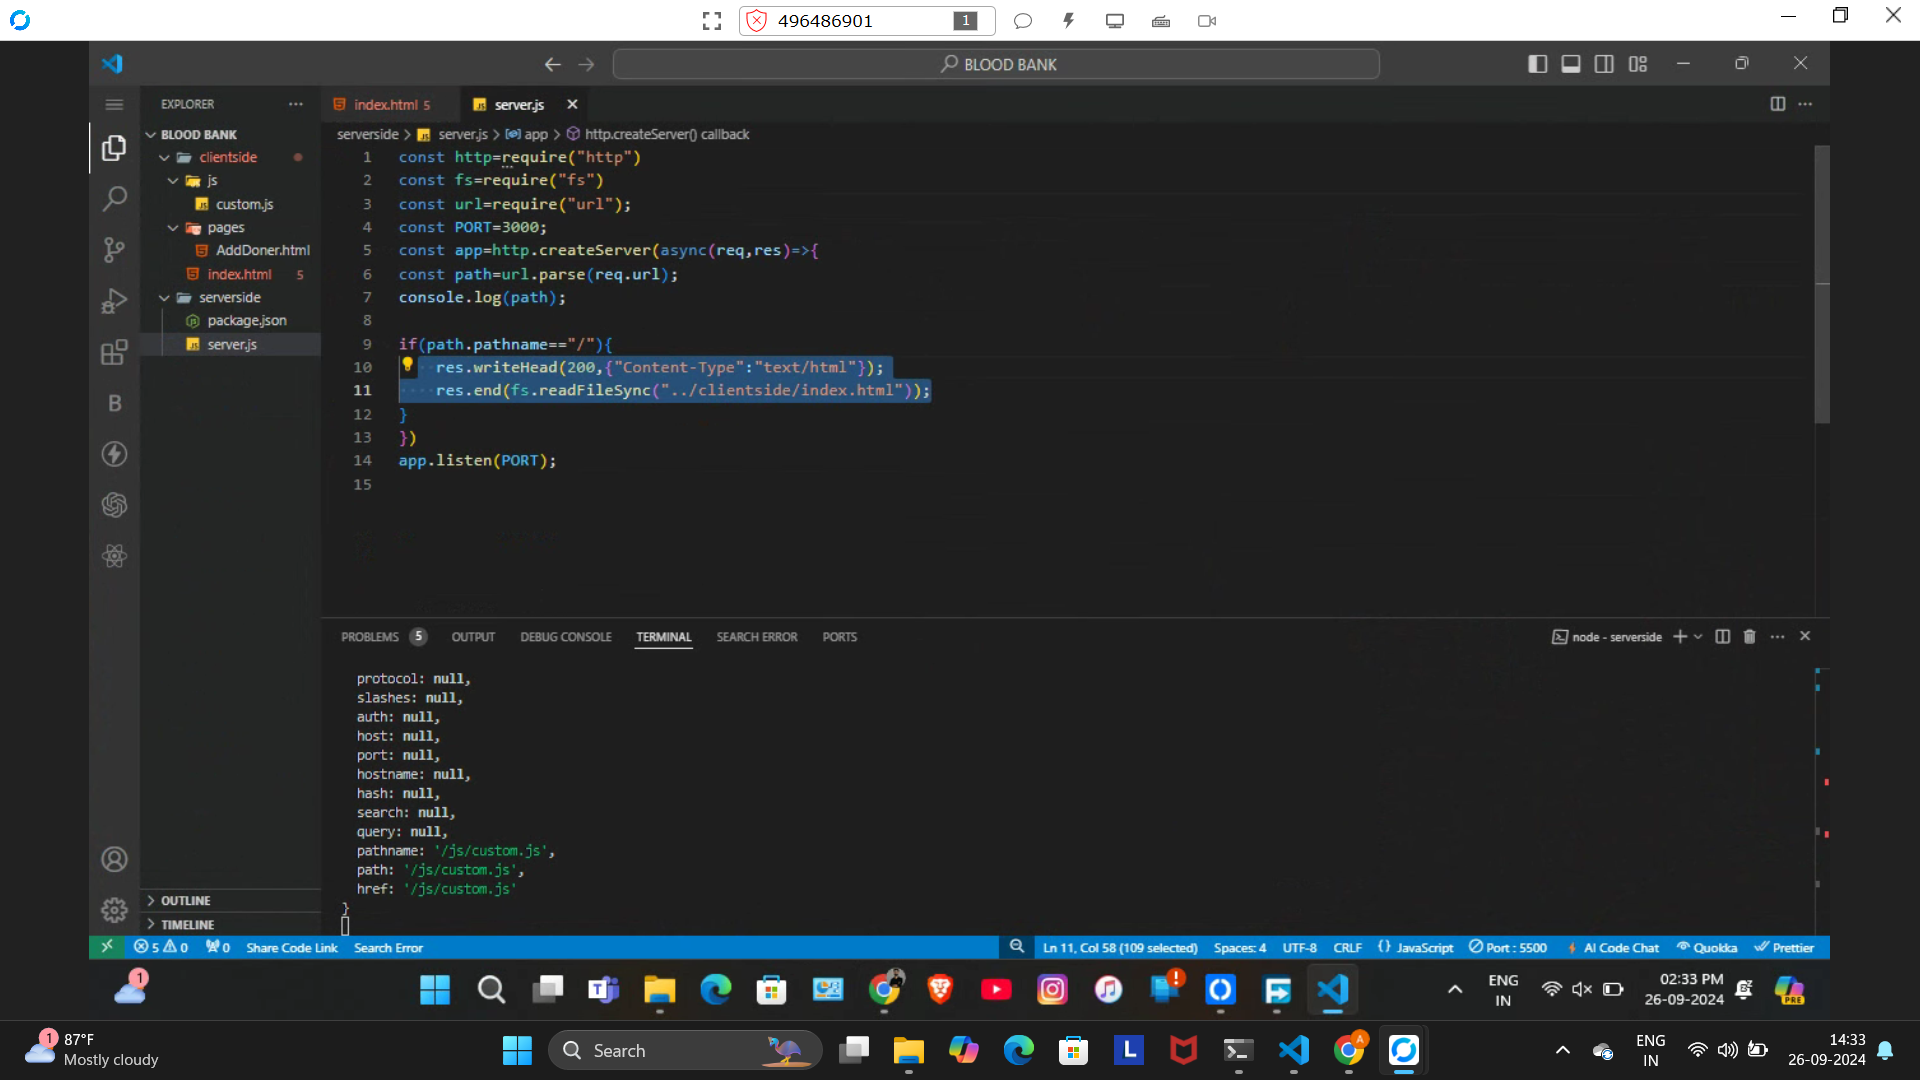 496486901 1
BLOOD BANK
EXPLORER
index.html 5
server.js
BLOOD BANK
clientside
js
custom.js
pages
AddDoner.html
index.html 5
serverside
package.json
server.js
OUTLINE
TIMELINE
serverside > server.js > app > http.createServer() callback
1 const http=require("http")
2 const fs=require("fs")
3 const url=require("url");
4 const PORT=3000;
5 const app=http.createServer(async(req,res)=>{
6 const path=url.parse(req.url);
7 console.log(path);
8
9 if(path.pathname=="/"){
10 res.writeHead(200,{"Content-Type":"text/html"});
11 res.end(fs.readFileSync("../clientside/index.html"));
12 }
13 })
14 app.listen(PORT);
15
PROBLEMS 5 OUTPUT DEBUG CONSOLE TERMINAL SEARCH ERROR PORTS
node - serverside
protocol: null,
slashes: null,
auth: null,
host: null,
port: null,
hostname: null,
hash: null,
search: null,
query: null,
pathname: '/js/custom.js',
path: '/js/custom.js',
href: '/js/custom.js'
}
5 0 0 Share Code Link Search Error
Ln 11, Col 58 (109 selected) Spaces: 4 UTF-8 CRLF {} JavaScript Port : 5500 AI Code Chat Quokka Prettier
1
ENG
IN
02:33 PM
26-09-2024
PRE
1
87°F
Mostly cloudy
Search
L
A
ENG
IN
14:33
26-09-2024